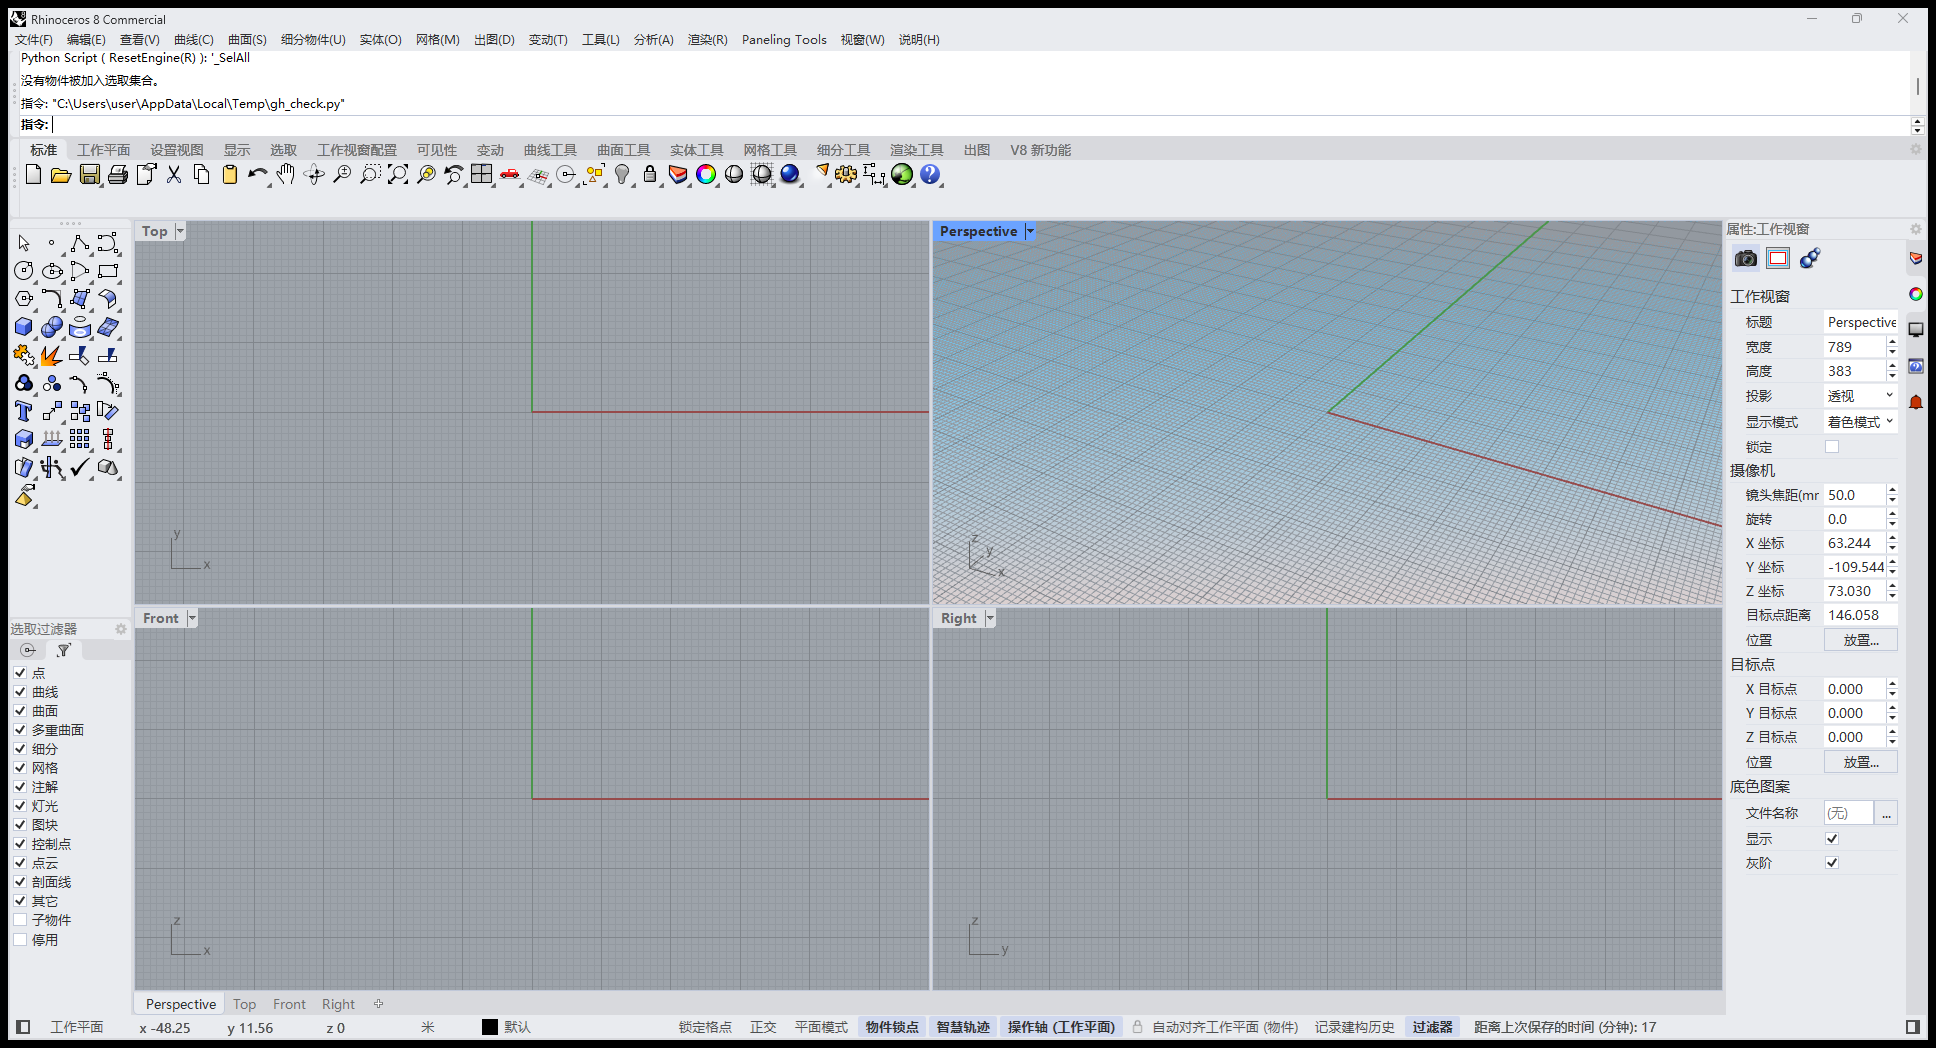 Rhinoceros 8 Commercial
文件(F) 编辑(E) 查看(V) 曲线(C) 曲面(S) 细分物件(U) 实体(O) 网格(M) 出图(D) 变动(T) 工具(L) 分析(A) 渲染(R) Paneling Tools 视窗(W) 说明(H)
Python Script ( ResetEngine(R) ): '_SelAll
没有物件被加入选取集合。
指令: "C:\Users\user\AppData\Local\Temp\gh_check.py"
指令:
标准 工作平面 设置视图 显示 选取 工作视窗配置 可见性 变动 曲线工具 曲面工具 实体工具 网格工具 细分工具 渲染工具 出图 V8 新功能
Top
y
x
Perspective
z
y
x
Front
z
x
Right
z
y
选取过滤器
点
曲线
曲面
多重曲面
细分
网格
注解
灯光
图块
控制点
点云
剖面线
其它
子物件
停用
属性:工作视窗
工作视窗
标题 Perspective
宽度 789
高度 383
投影 透视
显示模式 着色模式
锁定
摄像机
镜头焦距(mr 50.0
旋转 0.0
X 坐标 63.244
Y 坐标 -109.544
Z 坐标 73.030
目标点距离 146.058
位置 放置...
目标点
X 目标点 0.000
Y 目标点 0.000
Z 目标点 0.000
位置 放置...
底色图案
文件名称 (无) ...
显示
灰阶
Perspective Top Front Right
工作平面 x -48.25 y 11.56 z 0 米 默认 锁定格点 正交 平面模式 物件锁点 智慧轨迹 操作轴 (工作平面) 自动对齐工作平面 (物件) 记录建构历史 过滤器 距离上次保存的时间 (分钟): 17